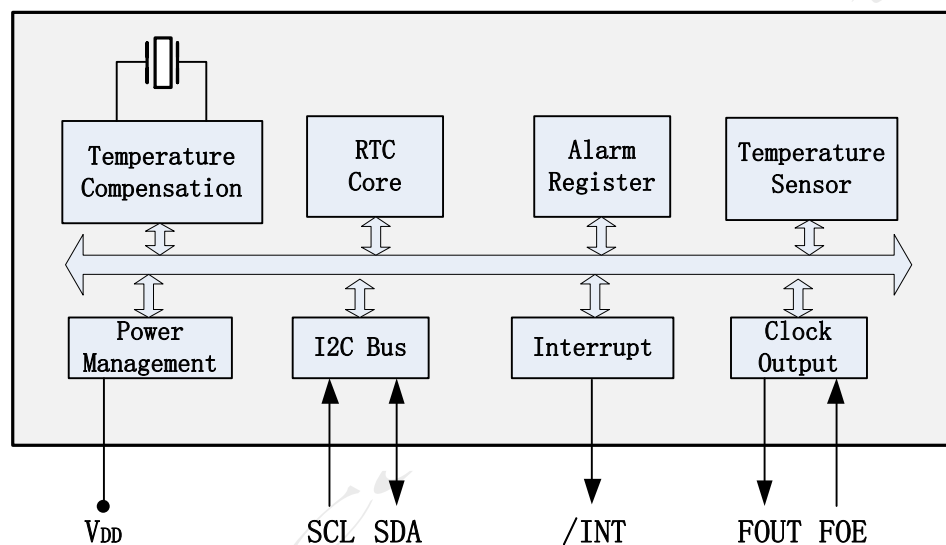 Temperature
Compensation
RTC
Core
Alarm
Register
Temperature
Sensor
Power
Management
I2C Bus
Interrupt
Clock
Output
VDD
SCL SDA
/INT
FOUT FOE